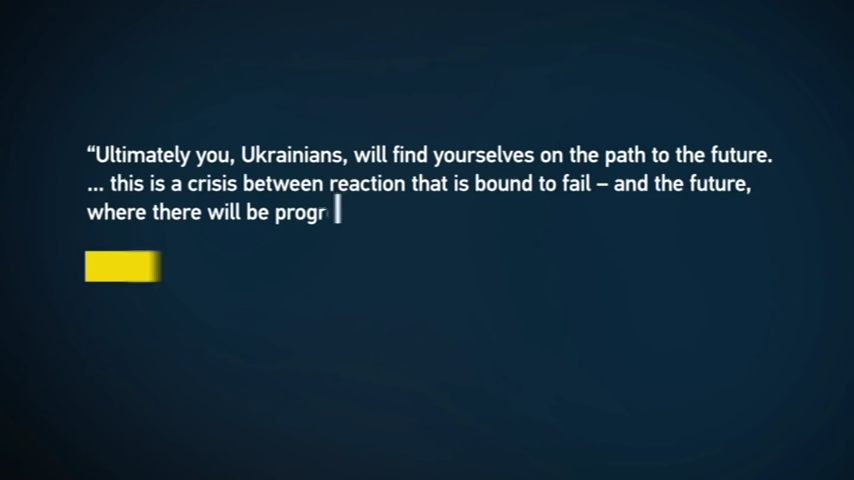 “Ultimately you, Ukrainians, will find yourselves on the path to the future.
... this is a crisis between reaction that is bound to fail – and the future,
where there will be progr